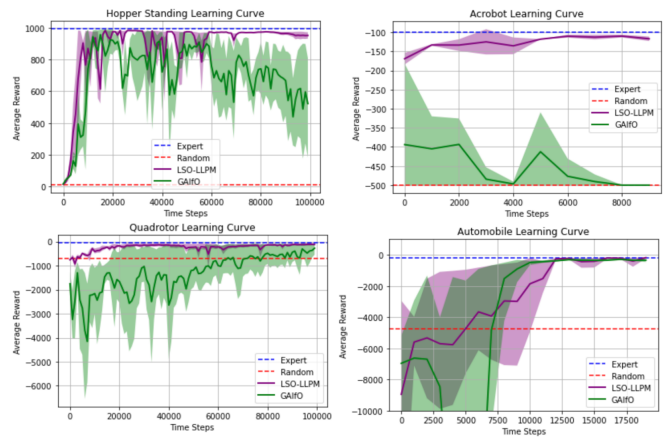 Hopper Standing Learning Curve
1000
800
600
400
200
0
Average Reward
0
20000
40000
60000
80000
100000
Time Steps
Expert
Random
LSO-LLPM
GAIfO
Acrobot Learning Curve
-100
-150
-200
-250
-300
-350
-400
-450
-500
Average Reward
0
2000
4000
6000
8000
Time Steps
Expert
Random
LSO-LLPM
GAIfO
Quadrotor Learning Curve
0
-1000
-2000
-3000
-4000
-5000
-6000
Average Reward
0
20000
40000
60000
80000
100000
Time Steps
Expert
Random
LSO-LLPM
GAIfO
Automobile Learning Curve
0
-2000
-4000
-6000
-8000
-10000
Average Reward
0
2500
5000
7500
10000
12500
15000
17500
Time Steps
Expert
Random
LSO-LLPM
GAIfO